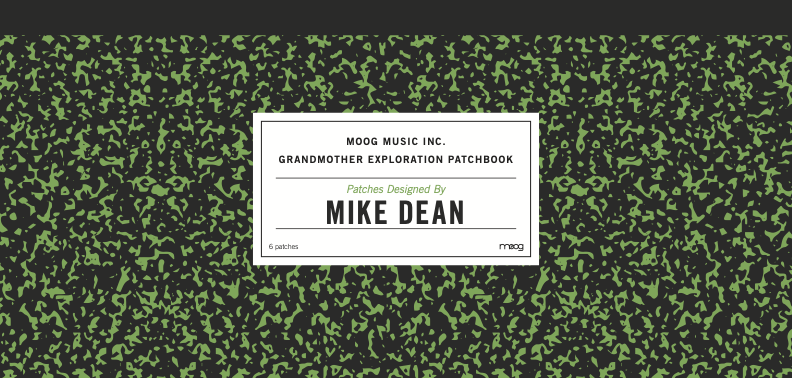 MOOG MUSIC INC.
GRANDMOTHER EXPLORATION PATCHBOOK
Patches Designed By
MIKE DEAN
6 patches
moog